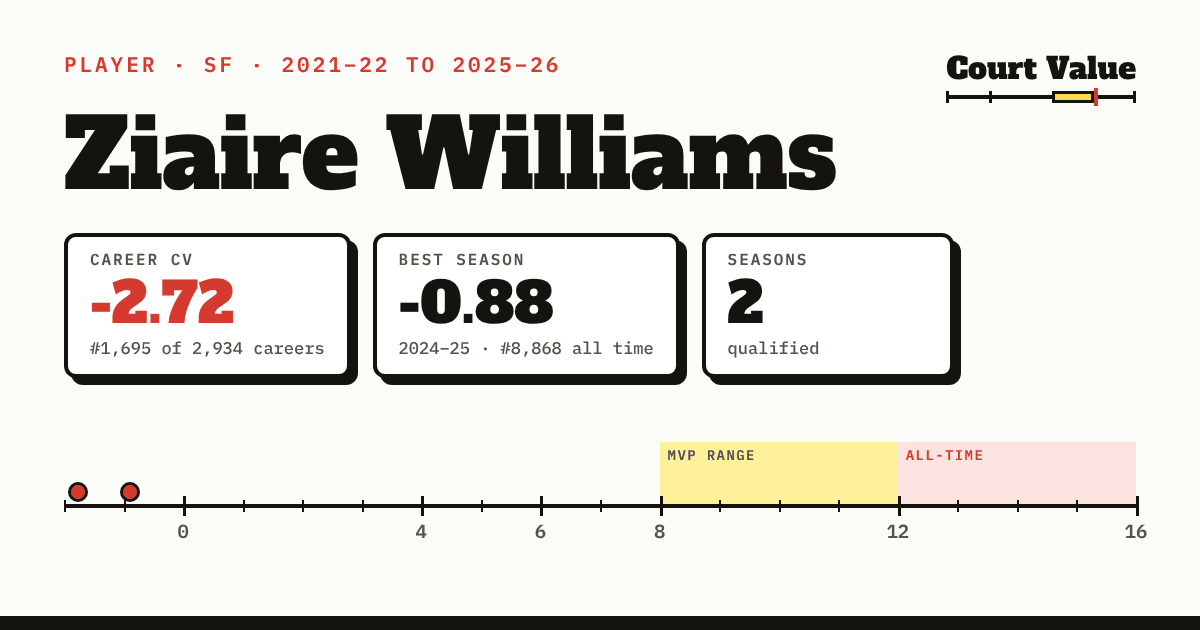 PLAYER · SF · 2021–22 TO 2025–26
Court Value
Ziaire Williams
CAREER CV
-2.72
#1,695 of 2,934 careers
BEST SEASON
-0.88
2024–25 · #8,868 all time
SEASONS
2
qualified
MVP RANGE
ALL-TIME
0 4 6 8 12 16